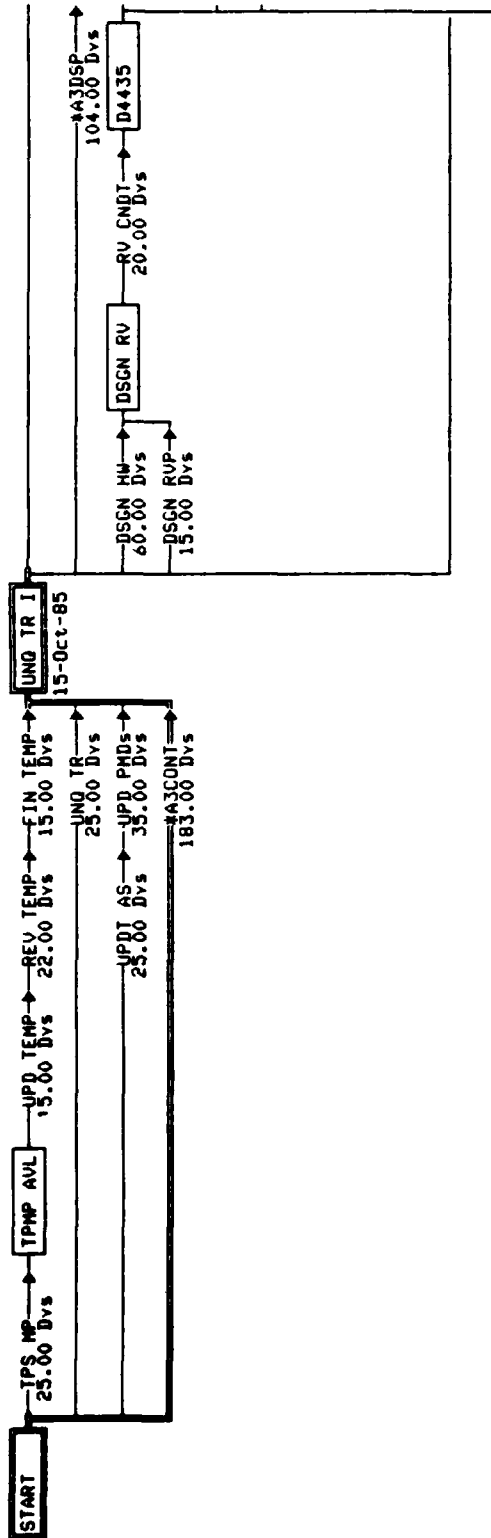 START
TPS MP
25.00 Dys
TPMP AVL
UPD TEMP
15.00 Dys
REV TEMP
22.00 Dys
FIN TEMP
15.00 Dys
UNQ TR
25.00 Dys
UPDT AS
25.00 Dys
UPD PMDs
35.00 Dys
*A3CONT
183.00 Dys
UNQ TR I
15-Oct-85
*A3DSP
104.00 Dys
DSGN HW
60.00 Dys
DSGN RVP
15.00 Dys
DSGN RV
RV CNDT
20.00 Dys
D4435